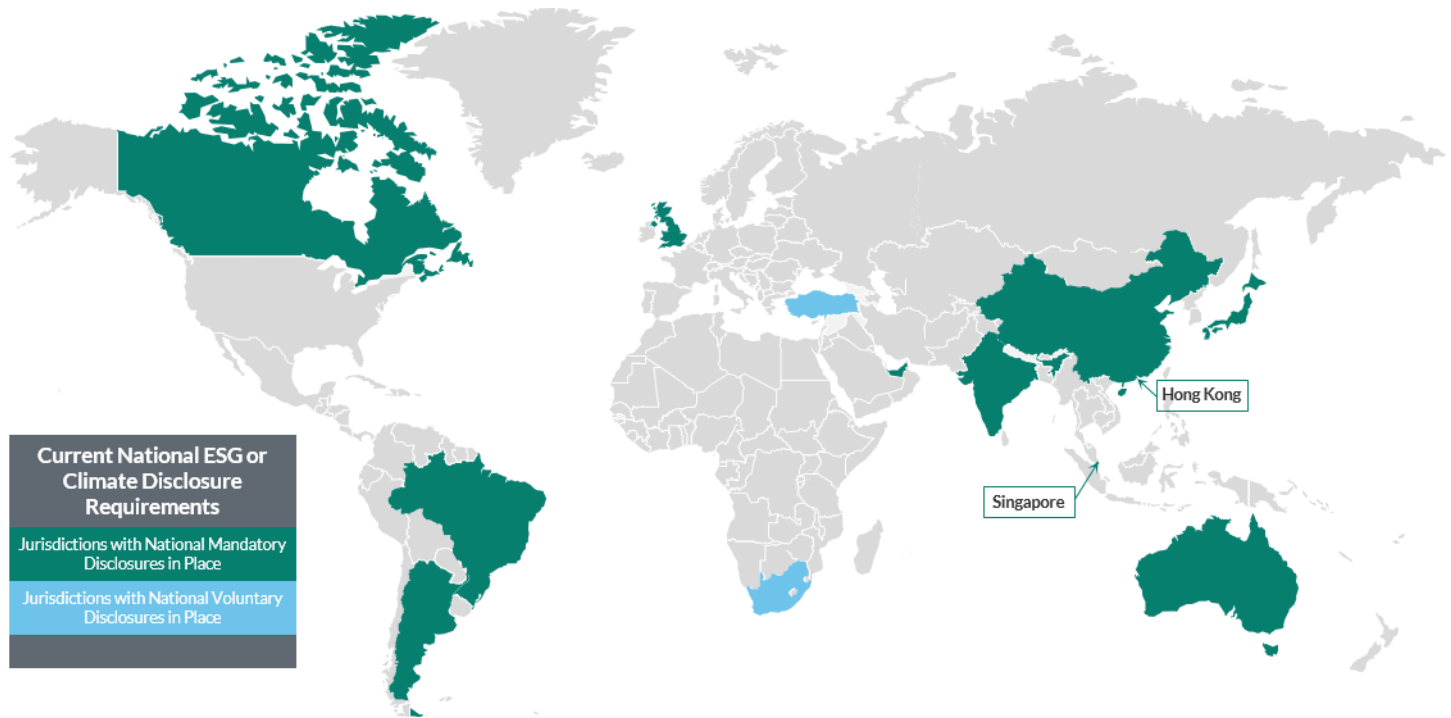 Hong Kong
Singapore
Current National ESG or
Climate Disclosure
Requirements
Jurisdictions with National Mandatory
Disclosures in Place
Jurisdictions with National Voluntary
Disclosures in Place